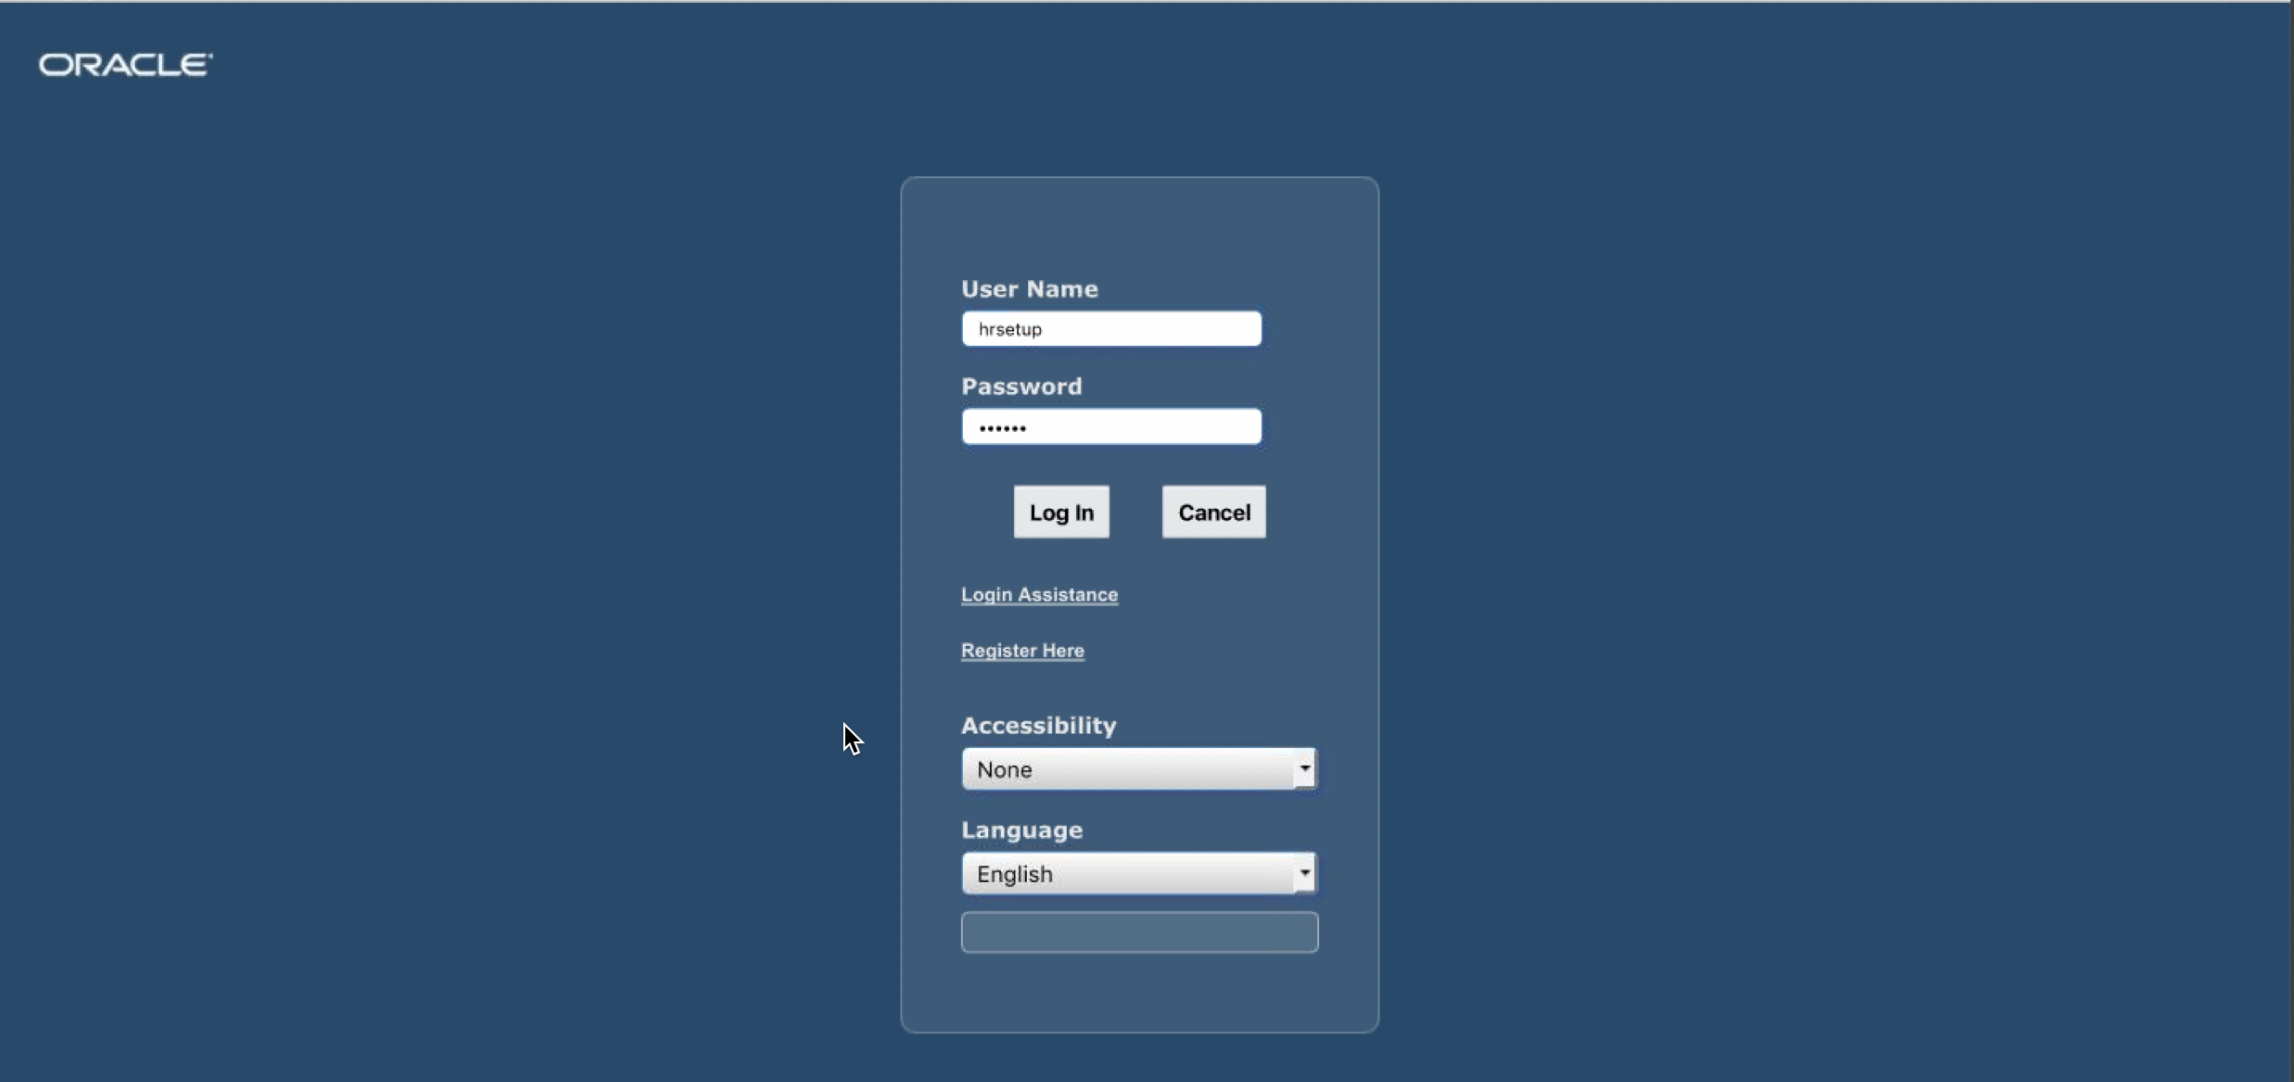 ORACLE
User Name
hrsetup
Password
••••••
Log In
Cancel
Login Assistance
Register Here
Accessibility
None
Language
English